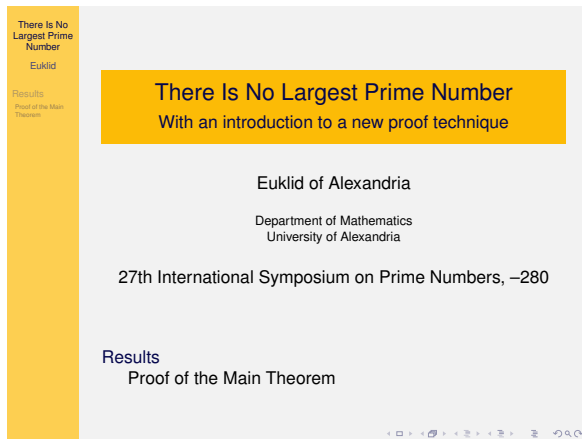 There Is No
Largest Prime
Number
Euklid
Results
Proof of the Main
Theorem
There Is No Largest Prime Number
With an introduction to a new proof technique
Euklid of Alexandria
Department of Mathematics
University of Alexandria
27th International Symposium on Prime Numbers, –280
Results
Proof of the Main Theorem